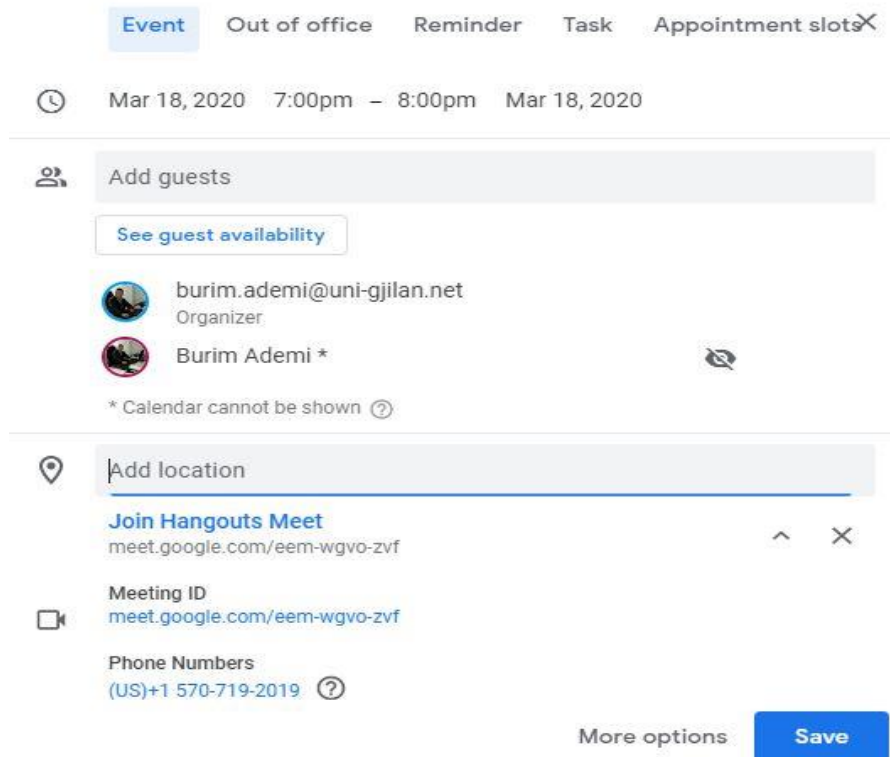 Event Out of office Reminder Task Appointment slots
Mar 18, 2020 7:00pm – 8:00pm Mar 18, 2020
Add guests
See guest availability
burim.ademi@uni-gjilan.net
Organizer
Burim Ademi *
* Calendar cannot be shown
Add location
Join Hangouts Meet
meet.google.com/eem-wgvo-zvf
Meeting ID
meet.google.com/eem-wgvo-zvf
Phone Numbers
(US)+1 570-719-2019
More options Save